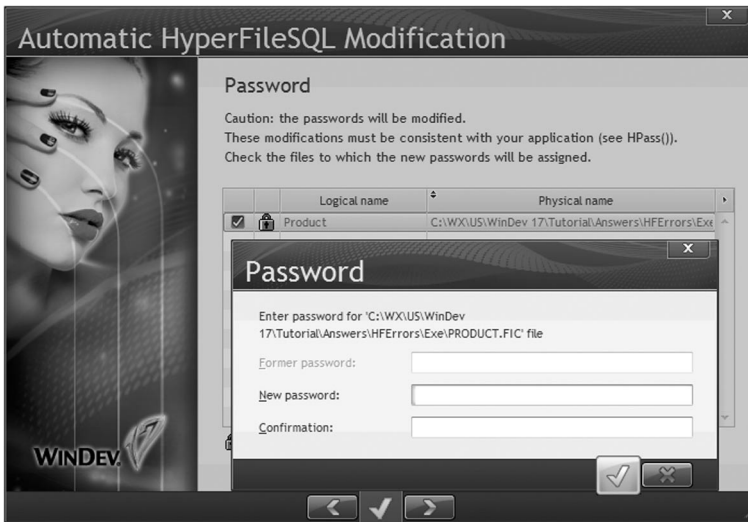 Automatic HyperFileSQL Modification
Password
Caution: the passwords will be modified.
These modifications must be consistent with your application (see HPass()).
Check the files to which the new passwords will be assigned.
Logical name Physical name
Product C:\WX\US\WinDev 17\Tutorial\Answers\HFErrors\Exe
Password
Enter password for 'C:\WX\US\WinDev
17\Tutorial\Answers\HFErrors\Exe\PRODUCT.FIC' file
Former password:
New password:
Confirmation:
WINDEV.